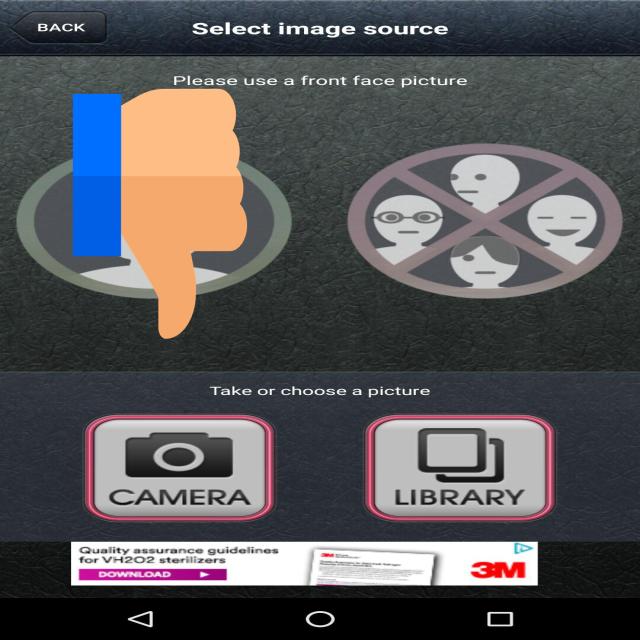 BACK
Select image source
Please use a front face picture
Take or choose a picture
CAMERA
LIBRARY
Quality assurance guidelines
for VH2O2 sterilizers
DOWNLOAD
3M
3M